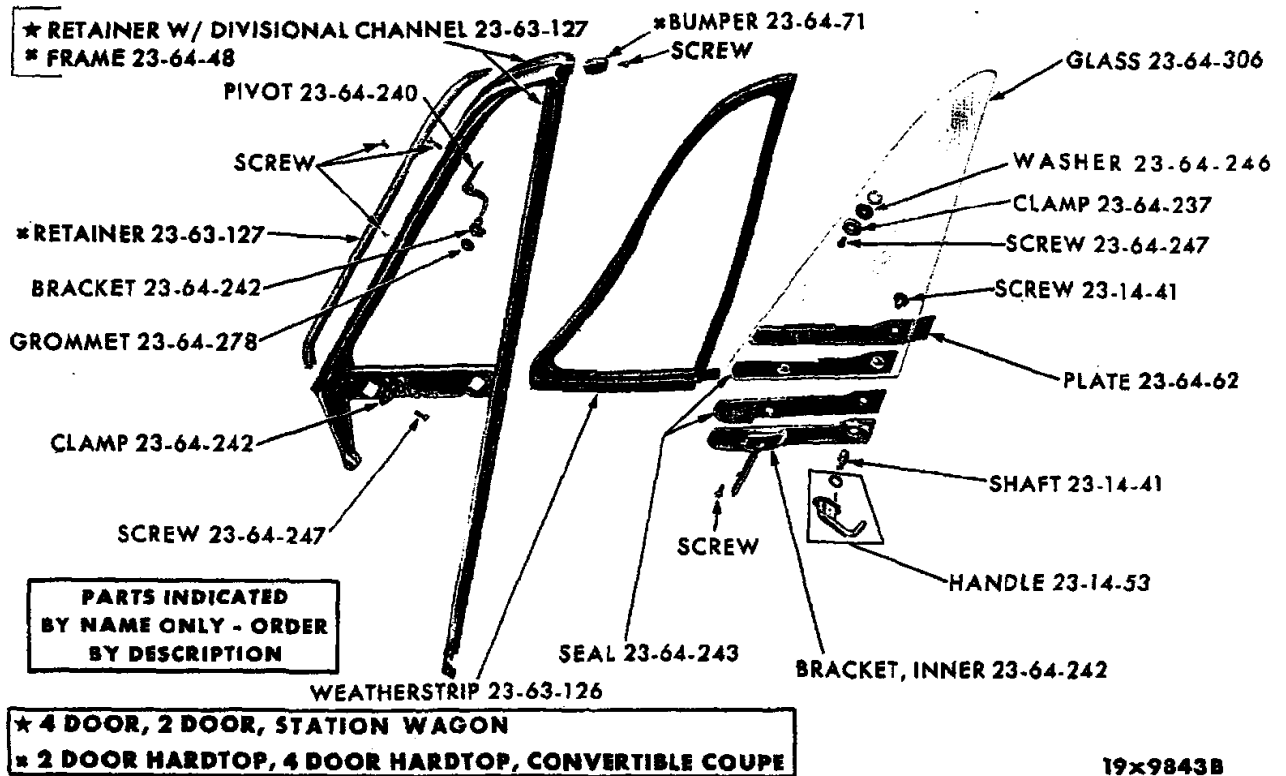 ★ RETAINER W/ DIVISIONAL CHANNEL 23-63-127
* FRAME 23-64-48
*BUMPER 23-64-71
SCREW
GLASS 23-64-306
PIVOT 23-64-240
SCREW
WASHER 23-64-246
CLAMP 23-64-237
*RETAINER 23-63-127
SCREW 23-64-247
BRACKET 23-64-242
SCREW 23-14-41
GROMMET 23-64-278
PLATE 23-64-62
CLAMP 23-64-242
SHAFT 23-14-41
SCREW 23-64-247
SCREW
HANDLE 23-14-53
PARTS INDICATED
BY NAME ONLY - ORDER
BY DESCRIPTION
SEAL 23-64-243
BRACKET, INNER 23-64-242
WEATHERSTRIP 23-63-126
★ 4 DOOR, 2 DOOR, STATION WAGON
* 2 DOOR HARDTOP, 4 DOOR HARDTOP, CONVERTIBLE COUPE
19x9843B